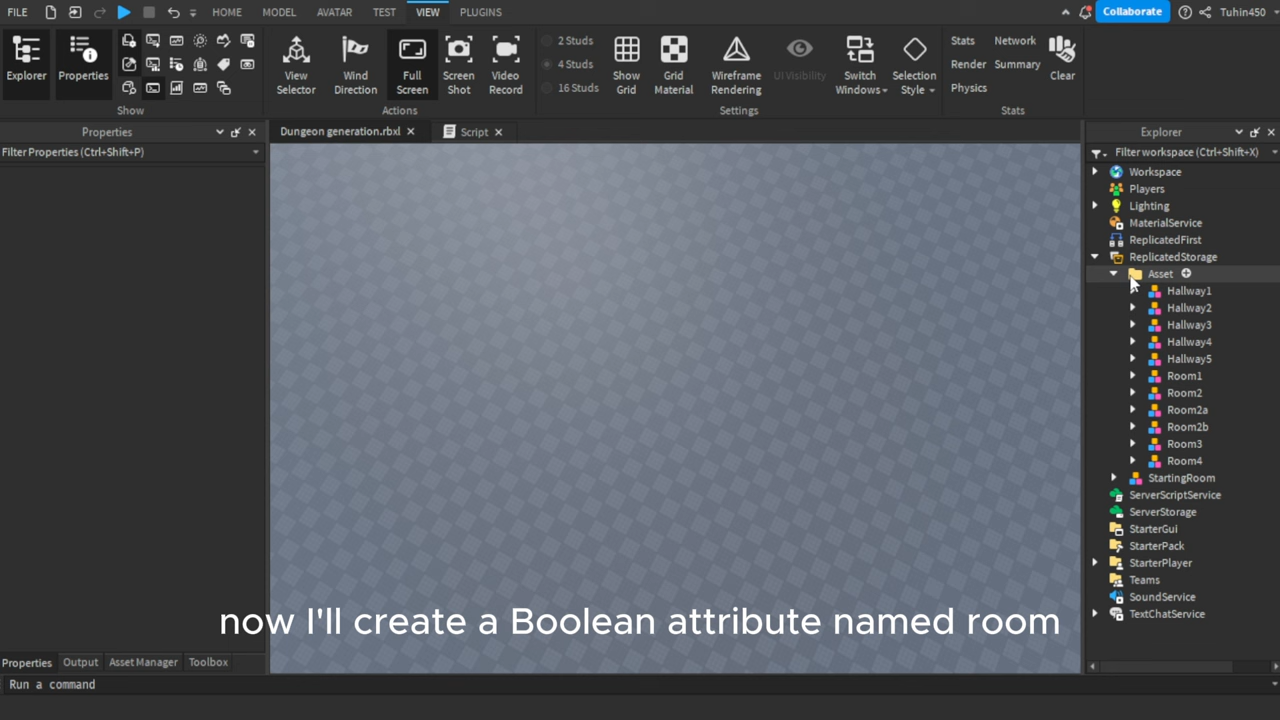 FILE
HOME
MODEL
AVATAR
TEST
VIEW
PLUGINS
Collaborate
Tuhin450
Explorer
Properties
Show
View Selector
Wind Direction
Full Screen
Screen Shot
Video Record
Actions
2 Studs
4 Studs
16 Studs
Show Grid
Grid Material
Wireframe Rendering
UI Visibility
Switch Windows
Selection Style
Settings
Stats
Network
Render
Summary
Physics
Clear
Stats
Properties
Filter Properties (Ctrl+Shift+P)
Dungeon generation.rbxl
Script
Explorer
Filter workspace (Ctrl+Shift+X)
Workspace
Players
Lighting
MaterialService
ReplicatedFirst
ReplicatedStorage
Asset
Hallway1
Hallway2
Hallway3
Hallway4
Hallway5
Room1
Room2
Room2a
Room2b
Room3
Room4
StartingRoom
ServerScriptService
ServerStorage
StarterGui
StarterPack
StarterPlayer
Teams
SoundService
TextChatService
now I'll create a Boolean attribute named room
Properties
Output
Asset Manager
Toolbox
Run a command